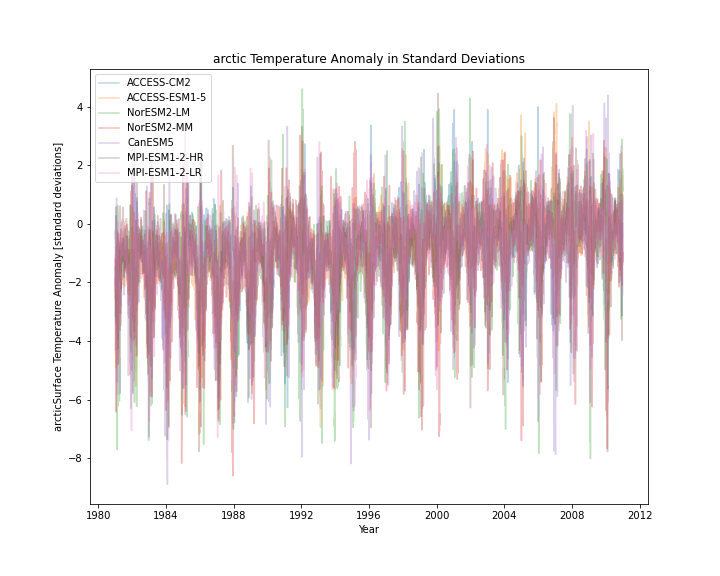 arctic Temperature Anomaly in Standard Deviations
ACCESS-CM2
ACCESS-ESM1-5
NorESM2-LM
NorESM2-MM
CanESM5
MPI-ESM1-2-HR
MPI-ESM1-2-LR
arcticSurface Temperature Anomaly [standard deviations]
4
2
0
−2
−4
−6
−8
1980 1984 1988 1992 1996 2000 2004 2008 2012
Year